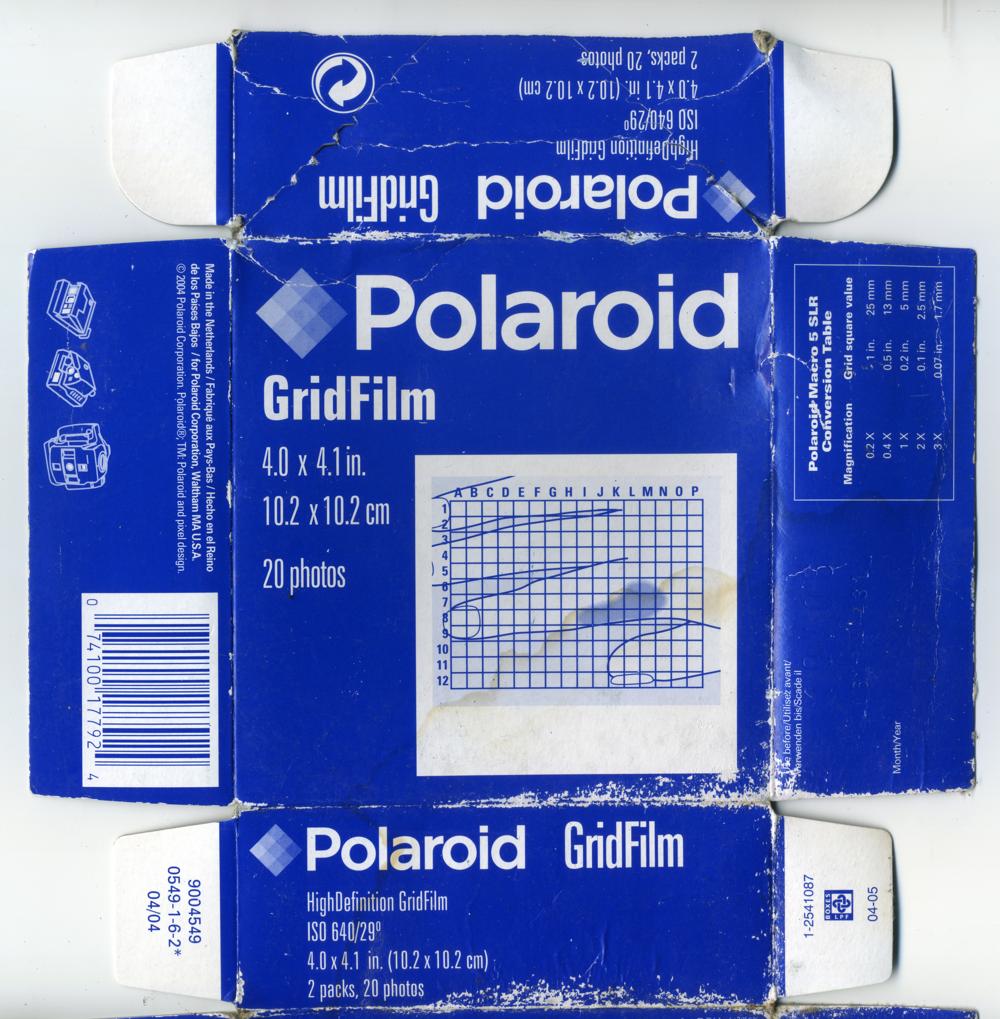 2 packs, 20 photos
4.0 x 4.1 in. (10.2 x 10.2 cm)
ISO 640/29º
HighDefinition GridFilm
Polaroid GridFilm
Made in the Netherlands / Fabriqué aux Pays-Bas / Hecho en el Reino
de los Países Bajos / for Polaroid Corporation, Waltham MA U.S.A.
© 2004 Polaroid Corporation. Polaroid®, TM: Polaroid and pixel design.
0 74100 17792 4
Polaroid
GridFilm
4.0 x 4.1 in.
10.2 x 10.2 cm
20 photos
A B C D E F G H I J K L M N O P
1
2
3
4
5
6
7
8
9
10
11
12
Polaroid Macro 5 SLR
Conversion Table
Magnification Grid square value
0.2 X 1 in. 25 mm
0.4 X 0.5 in. 13 mm
1 X 0.2 in. 5 mm
2 X 0.1 in. 2.5 mm
3 X 0.07 in. 1.7 mm
before/Utilisez avant/
Verwenden bis/Scade il
Month/Year
Polaroid GridFilm
HighDefinition GridFilm
ISO 640/29º
4.0 x 4.1 in. (10.2 x 10.2 cm)
2 packs, 20 photos
9004549
0549-1-6-2*
04/04
1-2541087
BOXES
LPF
04-05